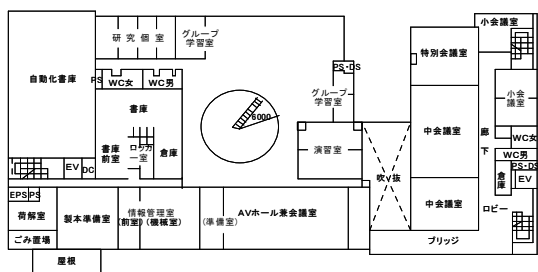 小会議室
研 究 個 室
グループ
学習室
特別会議室
自動化書庫
PS・DS
PS
WC女
WC男
グループ
学習室
小会
議室
書庫
6000
中会議室
廊
下
WC女
書庫
前室
ロッカ
ー室
倉庫
演習室
吹
抜
WC男
EV
DC
PS・DS
倉
庫
EV
EPS
PS
荷解室
製本準備室
情報管理室
(前室)
(機械室)
(準備室)
AVホール兼会議室
中会議室
ロビー
ごみ置場
ブリッジ
屋根